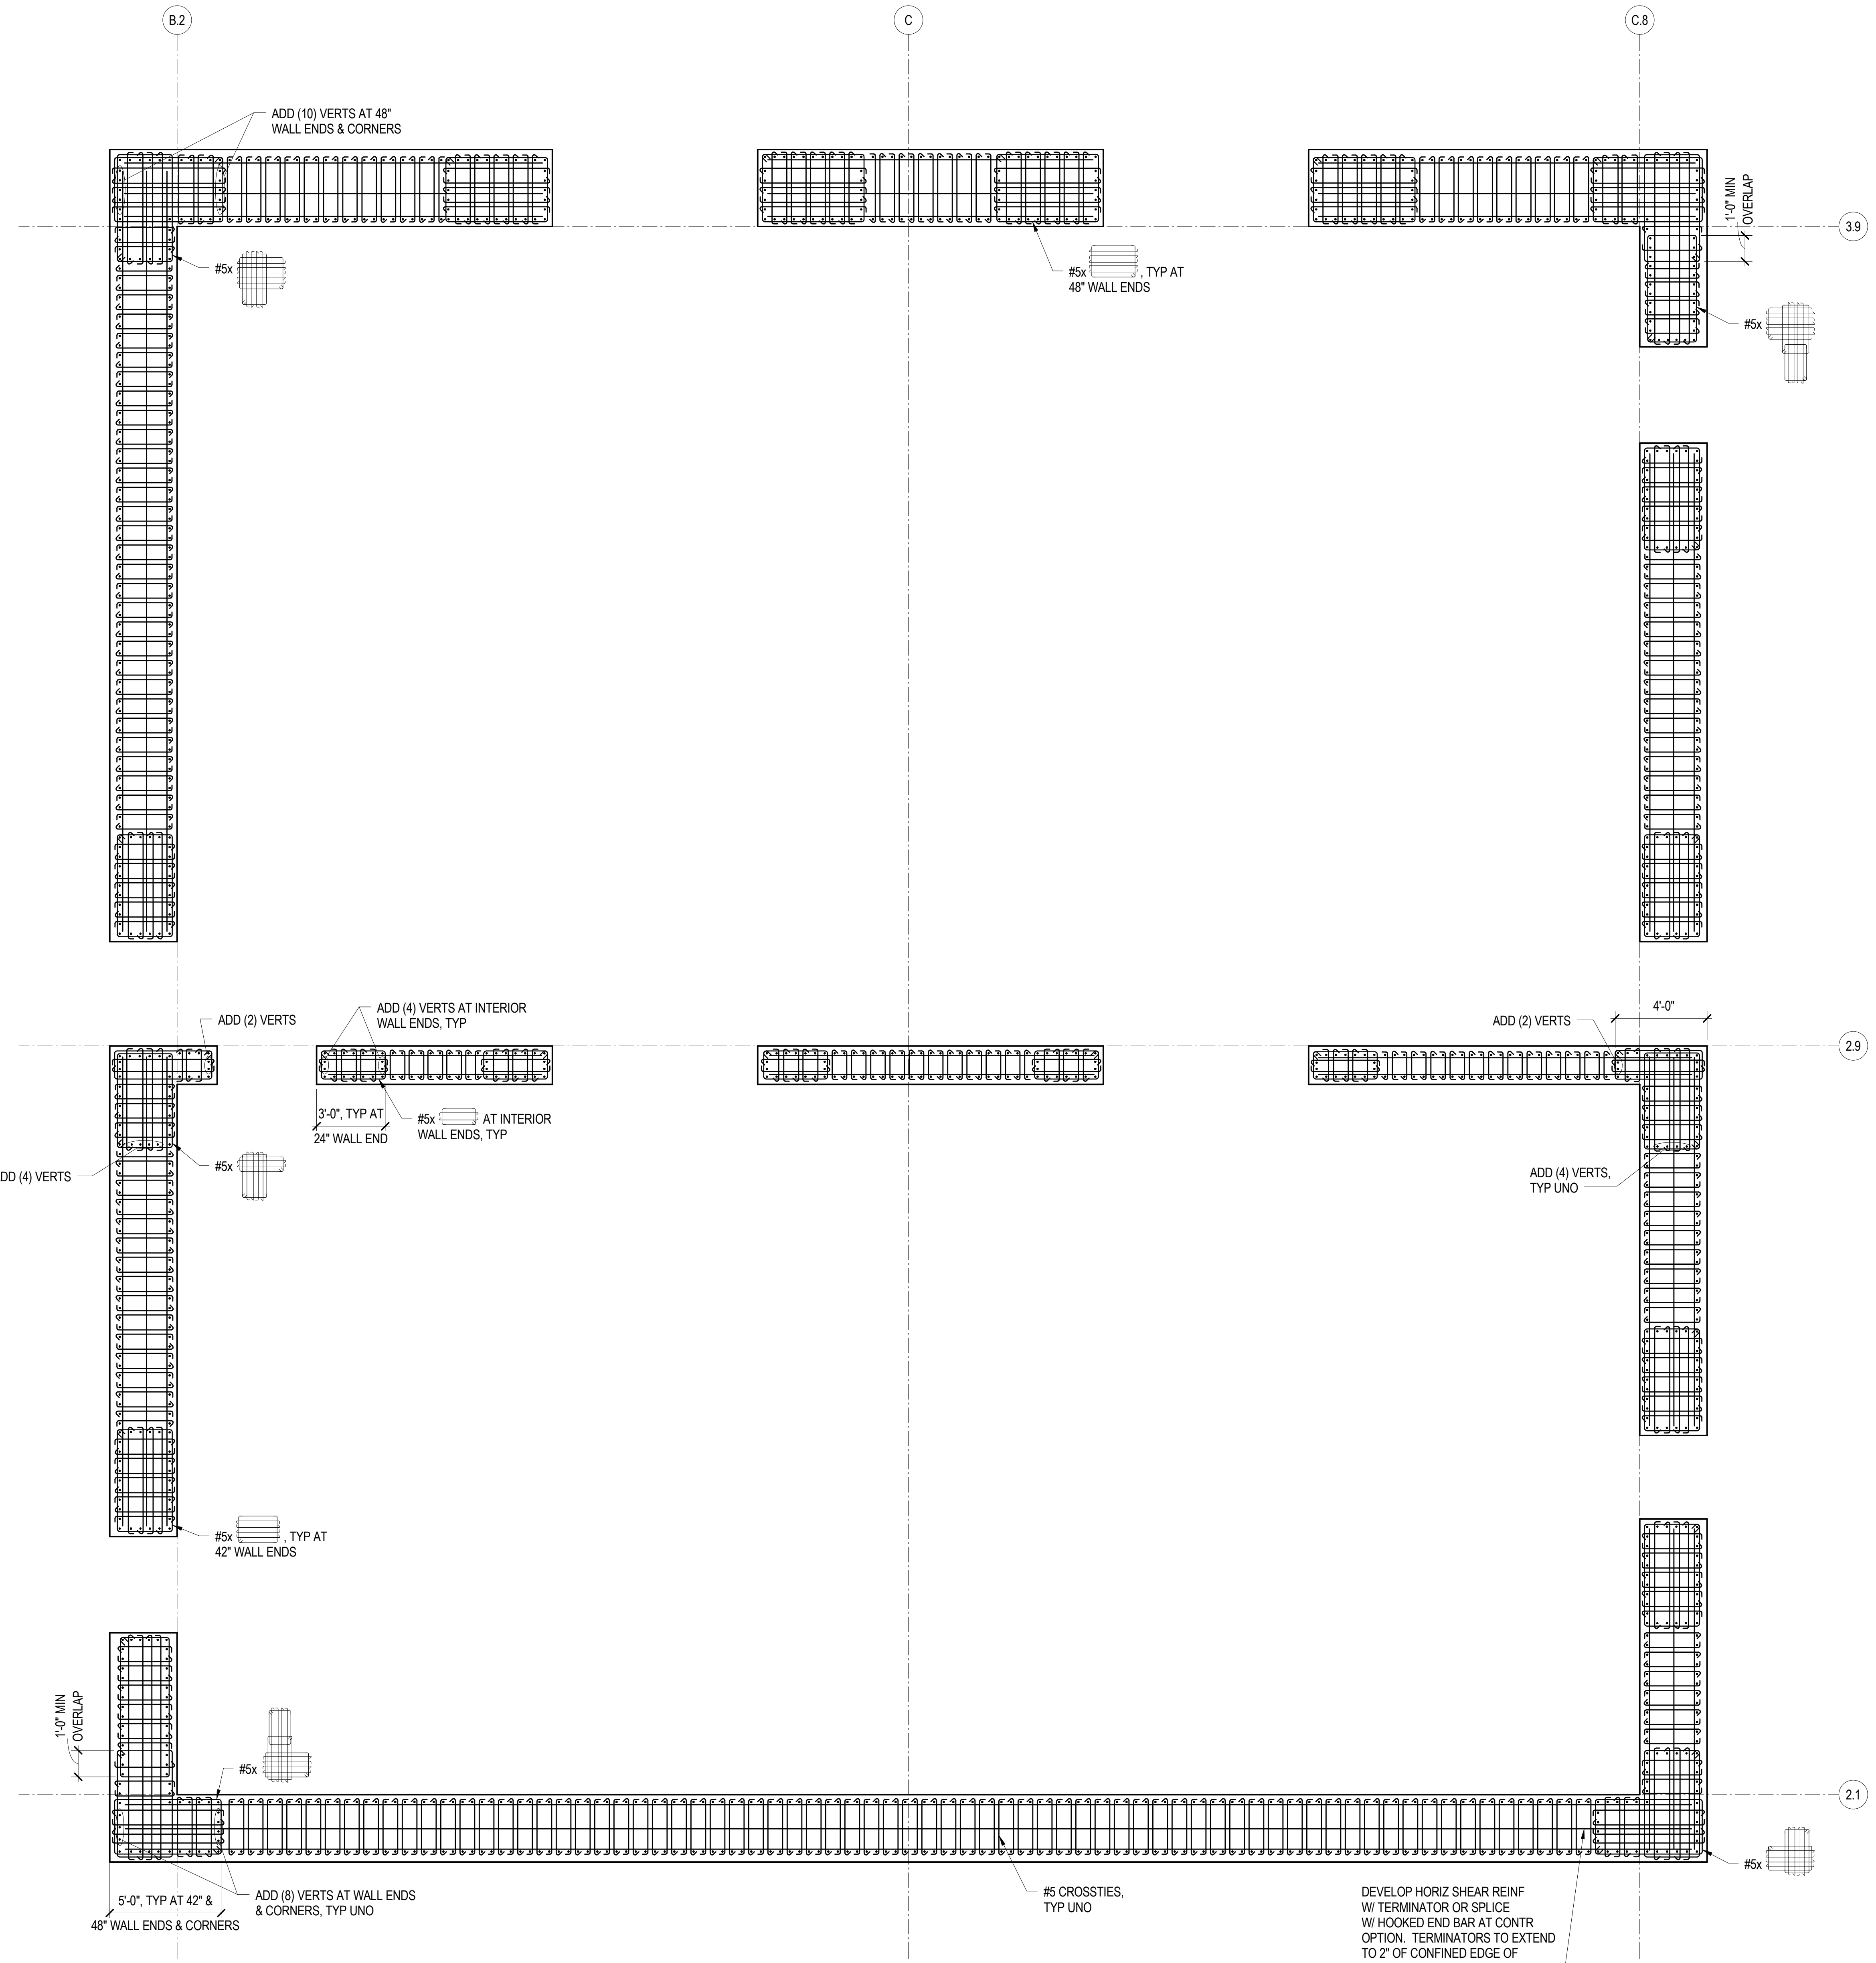 B.2
C
C.8
ADD (10) VERTS AT 48"
WALL ENDS & CORNERS
1'-0" MIN
OVERLAP
3.9
#5x
#5x , TYP AT
48" WALL ENDS
#5x
4'-0"
ADD (2) VERTS
ADD (4) VERTS AT INTERIOR
WALL ENDS, TYP
ADD (2) VERTS
2.9
3'-0", TYP AT
24" WALL END
#5x AT INTERIOR
WALL ENDS, TYP
#5x
DD (4) VERTS
ADD (4) VERTS,
TYP UNO
#5x , TYP AT
42" WALL ENDS
1'-0" MIN
OVERLAP
#5x
2.1
#5x
5'-0", TYP AT 42" &
48" WALL ENDS & CORNERS
ADD (8) VERTS AT WALL ENDS
& CORNERS, TYP UNO
#5 CROSSTIES,
TYP UNO
DEVELOP HORIZ SHEAR REINF
W/ TERMINATOR OR SPLICE
W/ HOOKED END BAR AT CONTR
OPTION. TERMINATORS TO EXTEND
TO 2" OF CONFINED EDGE OF